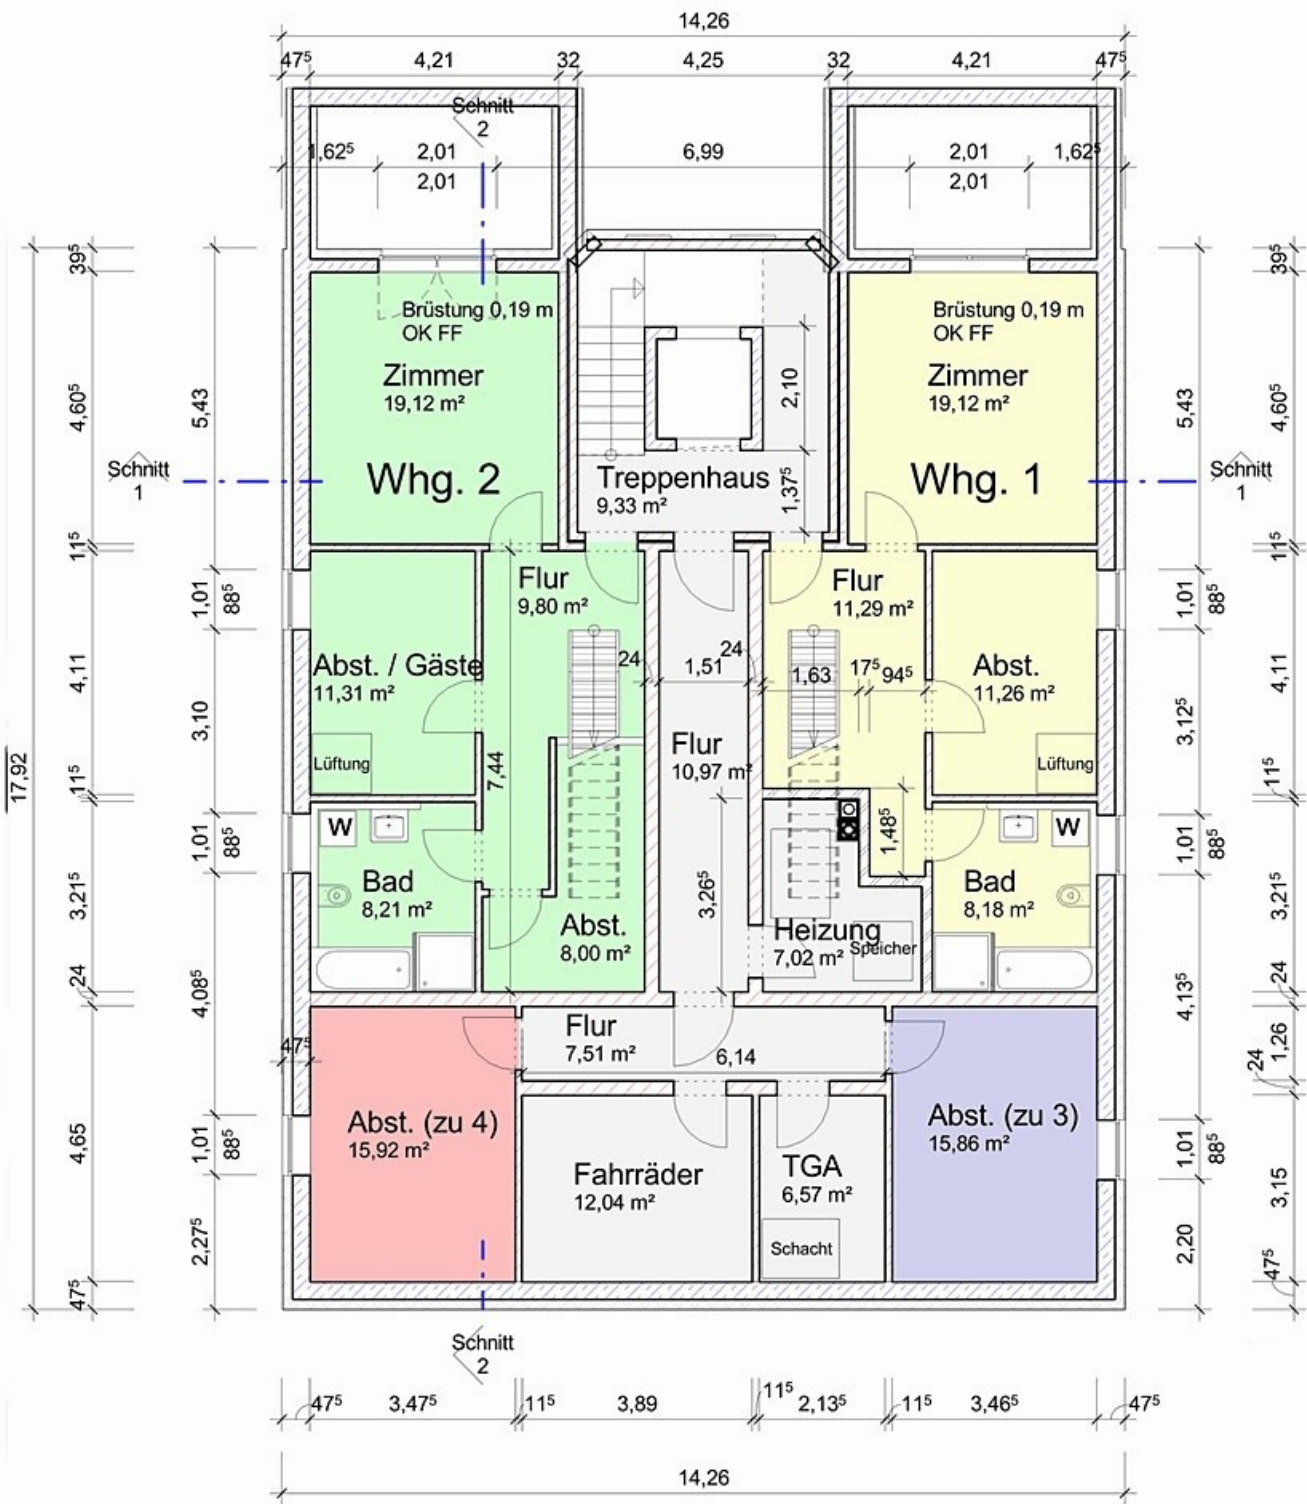 14,26
47⁵ 4,21 32 4,25 32 4,21 47⁵
Schnitt
2
1,62⁵ 2,01 6,99 2,01 1,62⁵
2,01 2,01
39⁵ 39⁵
Brüstung 0,19 m
OK FF
Zimmer
19,12 m²
Whg. 2
Brüstung 0,19 m
OK FF
Zimmer
19,12 m²
Whg. 1
4,60⁵ 5,43 2,10 5,43 4,60⁵
Schnitt
1
Treppenhaus
9,33 m²
1,37⁵
Schnitt
1
11⁵ 11⁵
Flur
9,80 m²
Flur
11,29 m²
1,01 88⁵ 1,01 88⁵
Abst. / Gäste
11,31 m²
24 1,51 24 1,63 17⁵ 94⁵
Abst.
11,26 m²
4,11 3,10 3,12⁵ 4,11
Flur
10,97 m²
Lüftung
7,44
Lüftung
17,92
11⁵ 11⁵
W
W
1,01 88⁵ 1,48⁵ 1,01 88⁵
Bad
8,21 m²
3,26⁵
Bad
8,18 m²
3,21⁵ 3,21⁵
Abst.
8,00 m²
Heizung
7,02 m²
Speicher
24 4,08⁵ 4,13⁵ 24
Flur
7,51 m²
6,14
47⁵
1,26
24
Abst. (zu 4)
15,92 m²
Abst. (zu 3)
15,86 m²
4,65 1,01 88⁵ 1,01 88⁵ 3,15
Fahrräder
12,04 m²
TGA
6,57 m²
Schacht
2,27⁵ 2,20
47⁵ 47⁵
Schnitt
2
47⁵ 3,47⁵ 11⁵ 3,89 11⁵ 2,13⁵ 11⁵ 3,46⁵ 47⁵
14,26